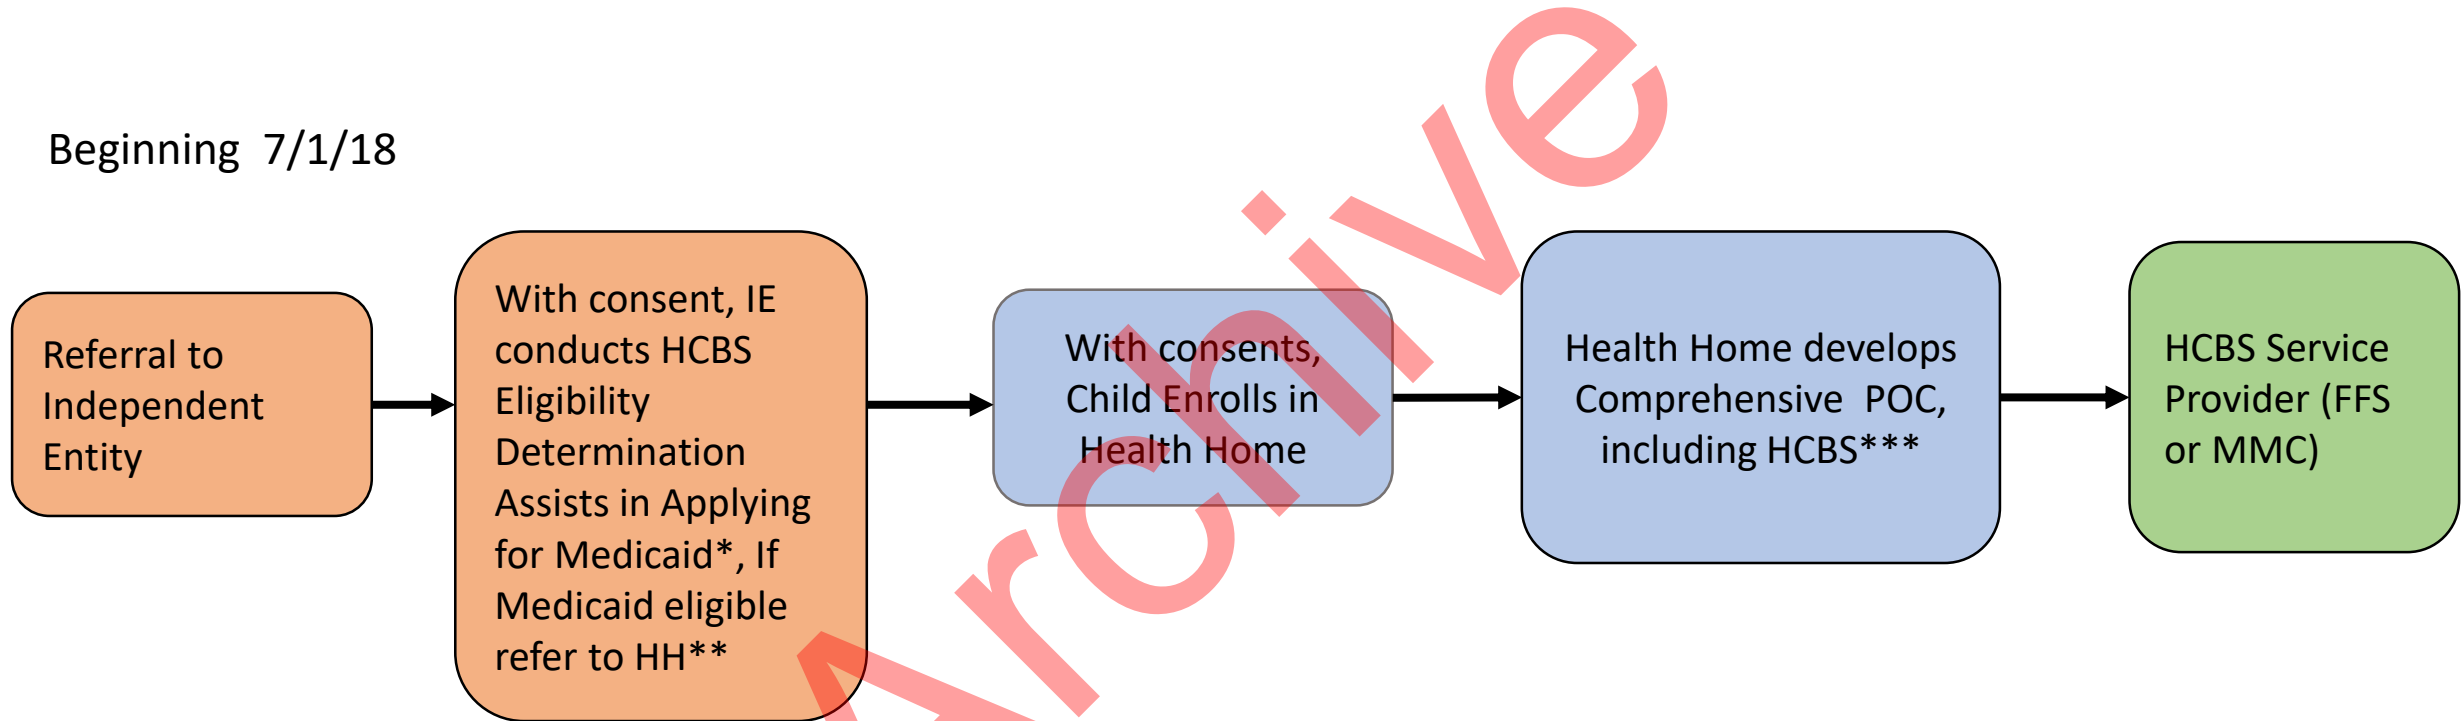 Beginning  7/1/18
Referral to
Independent
Entity
With consent, IE
conducts HCBS
Eligibility
Determination
Assists in Applying
for Medicaid*, If
Medicaid eligible
refer to HH**
With consents,
Child Enrolls in
Health Home
Health Home develops
Comprehensive  POC,
including HCBS***
HCBS Service
Provider (FFS
or MMC)
Archive